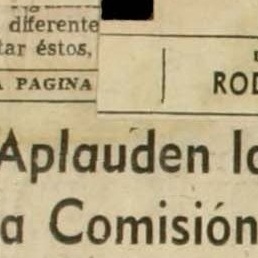 diferente
tar éstos,
PAGINA
ROD
Aplauden l
a Comisión